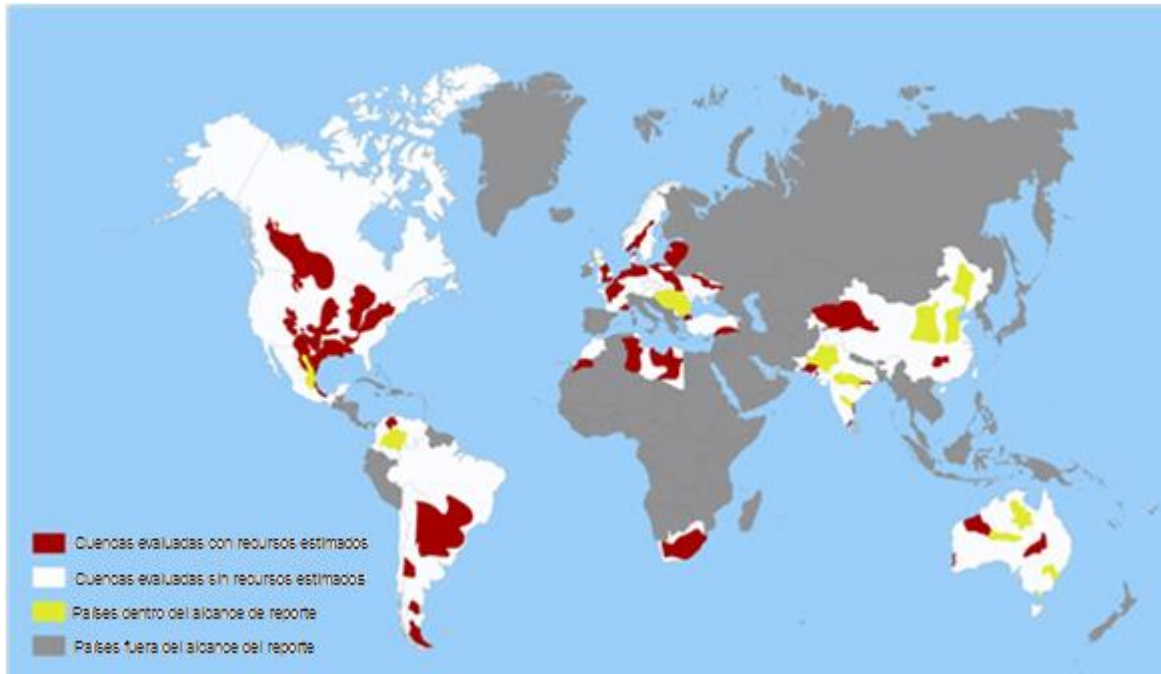 Cuencas evaluadas con recursos estimados
Cuencas evaluadas sin recursos estimados
Países dentro del alcance de reporte
Países fuera del alcance del reporte